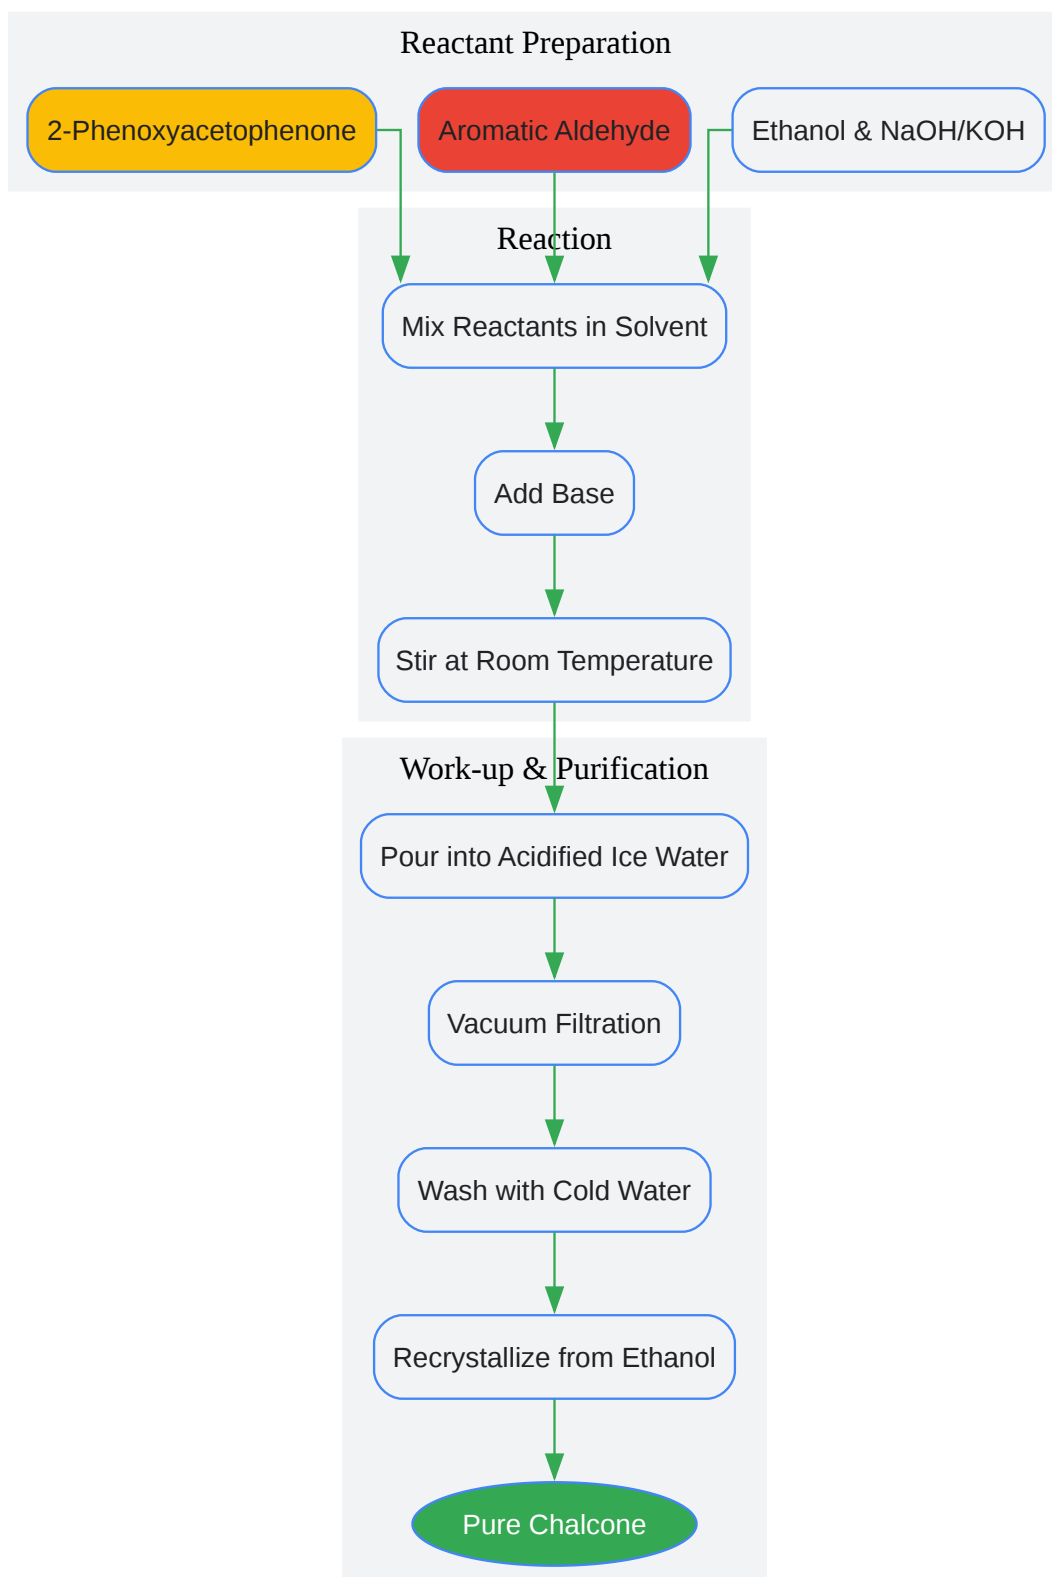 Reactant Preparation
2-Phenoxyacetophenone
Aromatic Aldehyde
Ethanol & NaOH/KOH
Reaction
Mix Reactants in Solvent
Add Base
Stir at Room Temperature
Work-up & Purification
Pour into Acidified Ice Water
Vacuum Filtration
Wash with Cold Water
Recrystallize from Ethanol
Pure Chalcone